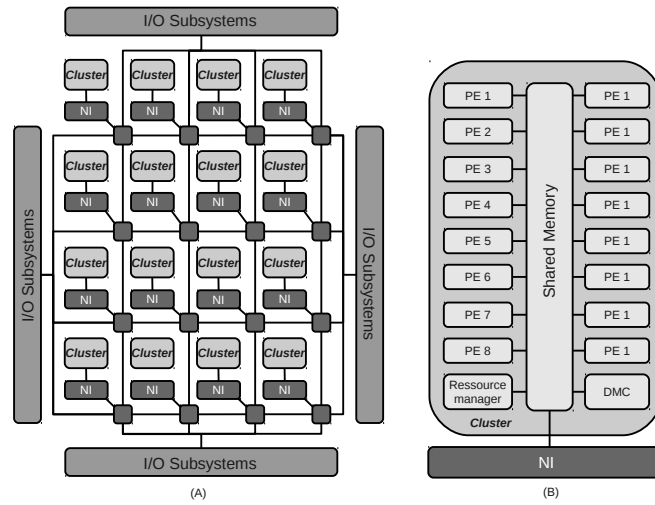 I/O Subsystems
Cluster Cluster Cluster Cluster
NI NI NI NI
Cluster Cluster Cluster Cluster
NI NI NI NI
Cluster Cluster Cluster Cluster
NI NI NI NI
Cluster Cluster Cluster Cluster
NI NI NI NI
I/O Subsystems
I/O Subsystems
I/O Subsystems
(A)
PE 1
PE 2
PE 3
PE 4
PE 5
PE 6
PE 7
PE 8
Ressource
manager
Shared Memory
PE 1
PE 1
PE 1
PE 1
PE 1
PE 1
PE 1
PE 1
DMC
Cluster
NI
(B)